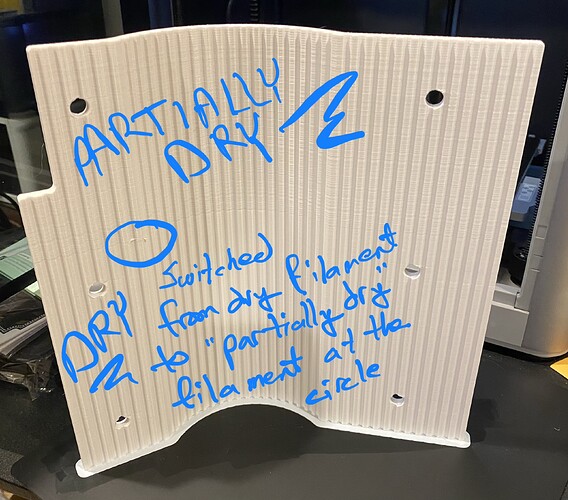 PARTIALLY
DRY
DRY
Switched
from dry filament
to "partially dry"
filament at the
circle